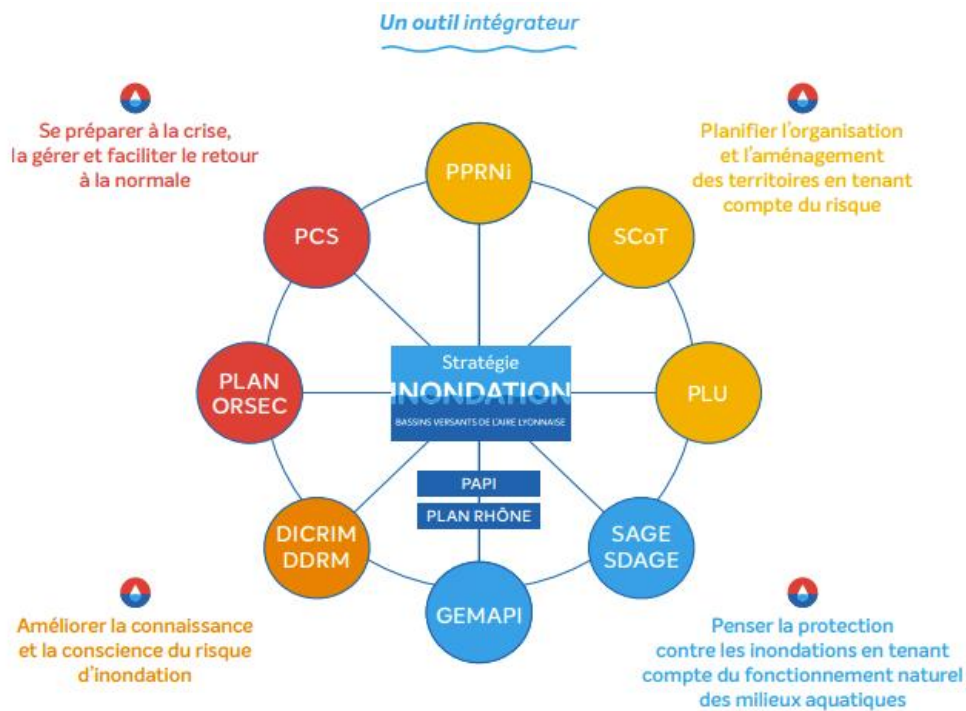 Un outil intégrateur
Se préparer à la crise,
la gérer et faciliter le retour
à la normale
Planifier l'organisation
et l'aménagement
des territoires en tenant
compte du risque
PPRNi
PCS
SCoT
PLAN
ORSEC
Stratégie
INONDATION
BASSINS VERSANTS DE L'AIRE LYONNAISE
PLU
PAPI
PLAN RHÔNE
DICRIM
DDRM
SAGE
SDAGE
GEMAPI
Améliorer la connaissance
et la conscience du risque
d'inondation
Penser la protection
contre les inondations en tenant
compte du fonctionnement naturel
des milieux aquatiques